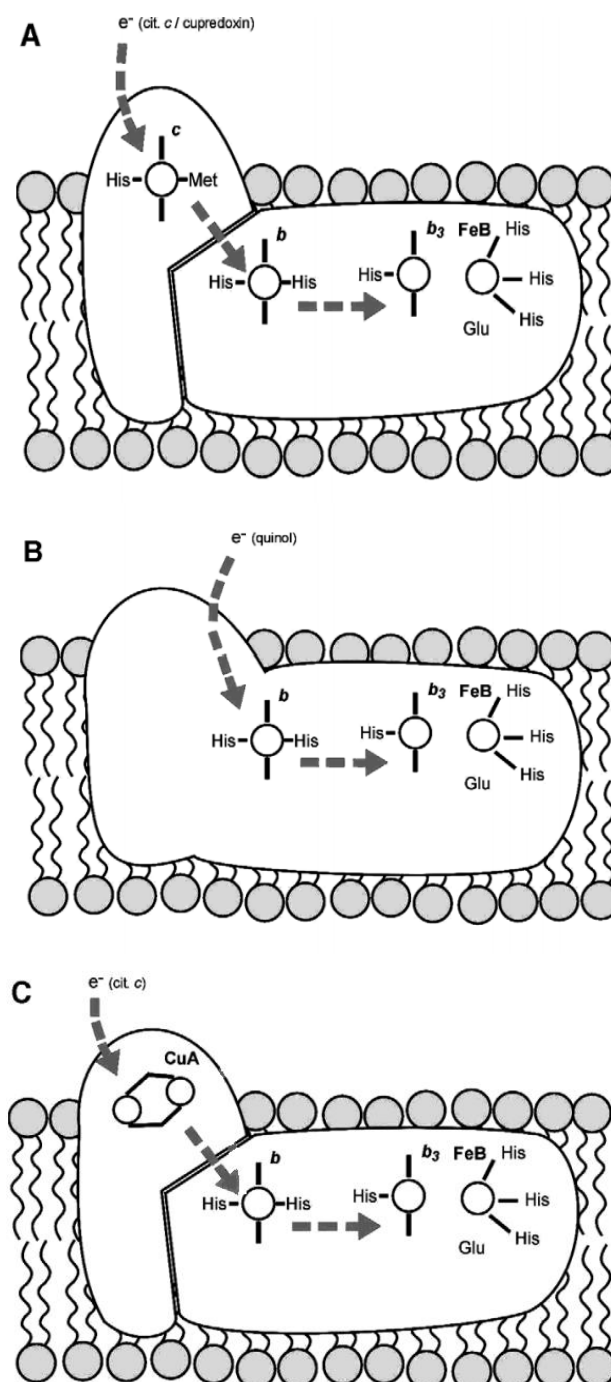 A
e⁻ (cit. c / cupredoxin)
c
His Met
b
His His
b₃ FeB His
His His
Glu His
B
e⁻ (quinol)
b
His His
b₃ FeB His
His His
Glu His
C
e⁻ (cit. c)
CuA
b
His His
b₃ FeB His
His His
Glu His